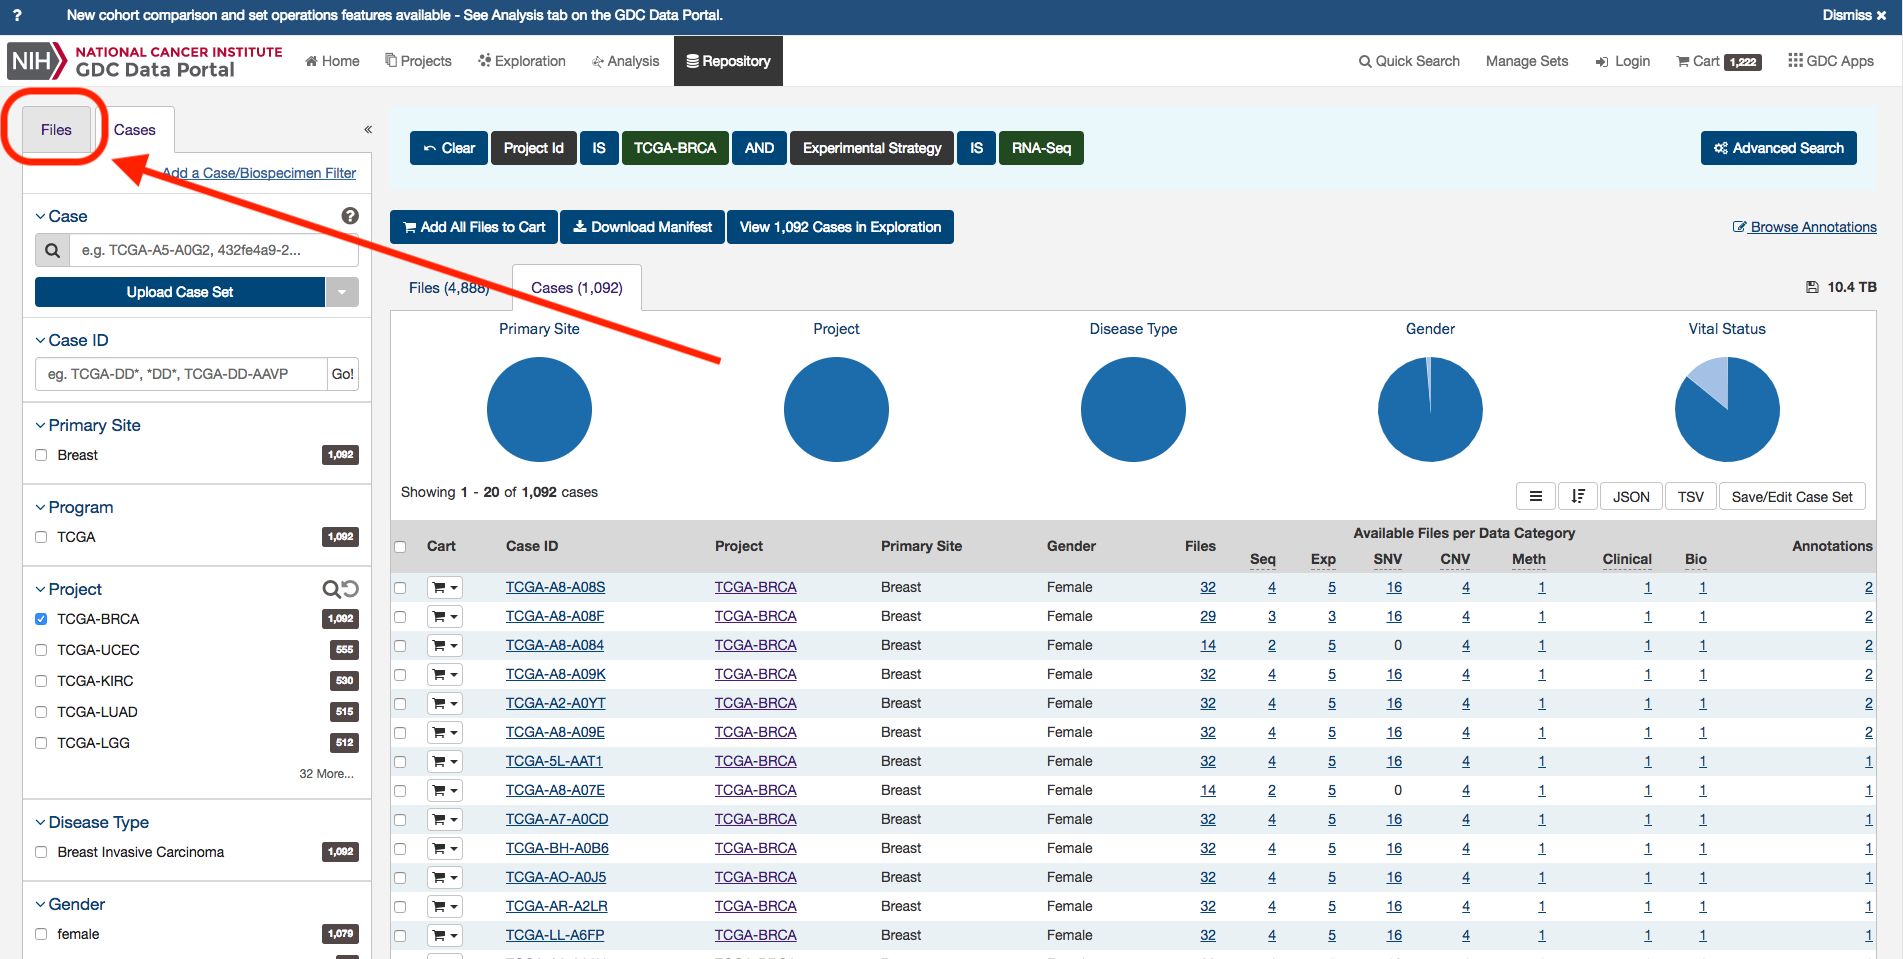 ? New cohort comparison and set operations features available - See Analysis tab on the GDC Data Portal. Dismiss ✖
NIH NATIONAL CANCER INSTITUTE
GDC Data Portal
Home Projects Exploration Analysis Repository Quick Search Manage Sets Login Cart 1,222 GDC Apps
Files Cases «
Add a Case/Biospecimen Filter
Case ?
e.g. TCGA-A5-A0G2, 432fe4a9-2...
Upload Case Set
Case ID
eg. TCGA-DD*, *DD*, TCGA-DD-AAVP Go!
Primary Site
Breast 1,092
Program
TCGA 1,092
Project
TCGA-BRCA 1,092
TCGA-UCEC 555
TCGA-KIRC 530
TCGA-LUAD 515
TCGA-LGG 512
32 More...
Disease Type
Breast Invasive Carcinoma 1,092
Gender
female 1,079
Clear Project Id IS TCGA-BRCA AND Experimental Strategy IS RNA-Seq Advanced Search
Add All Files to Cart Download Manifest View 1,092 Cases in Exploration Browse Annotations
Files (4,888) Cases (1,092) 10.4 TB
Primary Site Project Disease Type Gender Vital Status
Showing 1 - 20 of 1,092 cases JSON TSV Save/Edit Case Set
Available Files per Data Category
Cart Case ID Project Primary Site Gender Files Annotations
Seq Exp SNV CNV Meth Clinical Bio
TCGA-A8-A08S TCGA-BRCA Breast Female 32 4 5 16 4 1 1 1 2
TCGA-A8-A08F TCGA-BRCA Breast Female 29 3 3 16 4 1 1 1 2
TCGA-A8-A084 TCGA-BRCA Breast Female 14 2 5 0 4 1 1 1 2
TCGA-A8-A09K TCGA-BRCA Breast Female 32 4 5 16 4 1 1 1 2
TCGA-A2-A0YT TCGA-BRCA Breast Female 32 4 5 16 4 1 1 1 2
TCGA-A8-A09E TCGA-BRCA Breast Female 32 4 5 16 4 1 1 1 2
TCGA-5L-AAT1 TCGA-BRCA Breast Female 32 4 5 16 4 1 1 1 1
TCGA-A8-A07E TCGA-BRCA Breast Female 14 2 5 0 4 1 1 1 1
TCGA-A7-A0CD TCGA-BRCA Breast Female 32 4 5 16 4 1 1 1 1
TCGA-BH-A0B6 TCGA-BRCA Breast Female 32 4 5 16 4 1 1 1 1
TCGA-AO-A0J5 TCGA-BRCA Breast Female 32 4 5 16 4 1 1 1 1
TCGA-AR-A2LR TCGA-BRCA Breast Female 32 4 5 16 4 1 1 1 1
TCGA-LL-A6FP TCGA-BRCA Breast Female 32 4 5 16 4 1 1 1 1